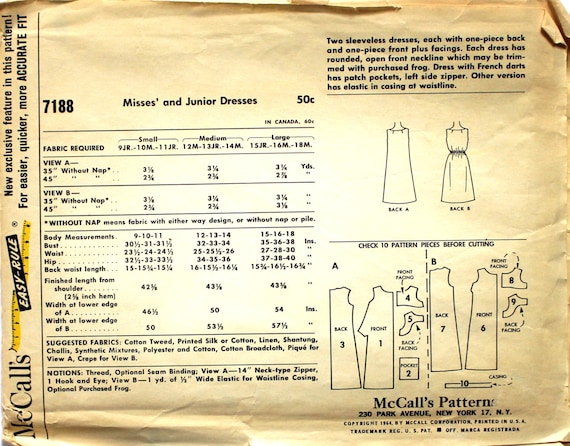 New exclusive feature in this pattern!
For easier, quicker, more ACCURATE FIT
EASY-RULE
McCall's
7188 Misses' and Junior Dresses 50c
IN CANADA, 60c
Small Medium Large
FABRIC REQUIRED 9JR.-10M.-11JR. 12M-13JR.-14M. 15JR.-16M.-18M.
VIEW A—
35" Without Nap* . . 3⅛ 3¼ 3¼ Yds.
45" " " . . 2¾ 2¾ 2⅞ "
VIEW B—
35" Without Nap* . . 3⅛ 3¼ 3¾ "
45" " " . . 2¾ 2¾ 3⅛ "
*WITHOUT NAP means fabric with either way design, or without nap or pile.
Body Measurements 9-10-11 12-13-14 15-16-18
Bust 30½-31-31½ 32-33-34 35-36-38 Ins.
Waist 23½-24-24½ 25-25½-26 27-28-30 "
Hip 32½-33-33½ 34-35-36 37-38-40 "
Back waist length 15-15¾-15¼ 16-15½-16¼ 15¾-16½-16¾ "
Finished length from
shoulder 42¾ 43¼ 43¾ "
(2⅜ inch hem)
Width at lower edge
of A 46½ 50 54 Ins.
Width at lower edge
of B 50 53½ 57½ "
SUGGESTED FABRICS: Cotton Tweed, Printed Silk or Cotton, Linen, Shantung,
Challis, Synthetic Mixtures, Polyester and Cotton, Cotton Broadcloth, Piqué for
View A, Crepe for View B.
NOTIONS: Thread, Optional Seam Binding; View A—14" Neck-type Zipper,
1 Hook and Eye; View B—1 yd. of ½" Wide Elastic for Waistline Casing,
Optional Purchased Frog.
Two sleeveless dresses, each with one-piece back
and one-piece front plus facings. Each dress has
rounded, open front neckline which may be trim-
med with purchased frog. Dress with French darts
has patch pockets, left side zipper. Other version
has elastic in casing at waistline.
BACK A BACK B
CHECK 10 PATTERN PIECES BEFORE CUTTING
A
FRONT FACING
4
5
BACK FACING
BACK
3
FRONT
1
POCKET
2
B
FRONT FACING
8
9
BACK FACING
BACK
7
FRONT
6
10 CASING
McCall's Pattern
230 PARK AVENUE, NEW YORK 17, N.Y.
COPYRIGHT 1964, BY McCALL CORPORATION, PRINTED IN U.S.A.
TRADEMARK REG. U.S. PAT. OFF. MARCA REGISTRADA